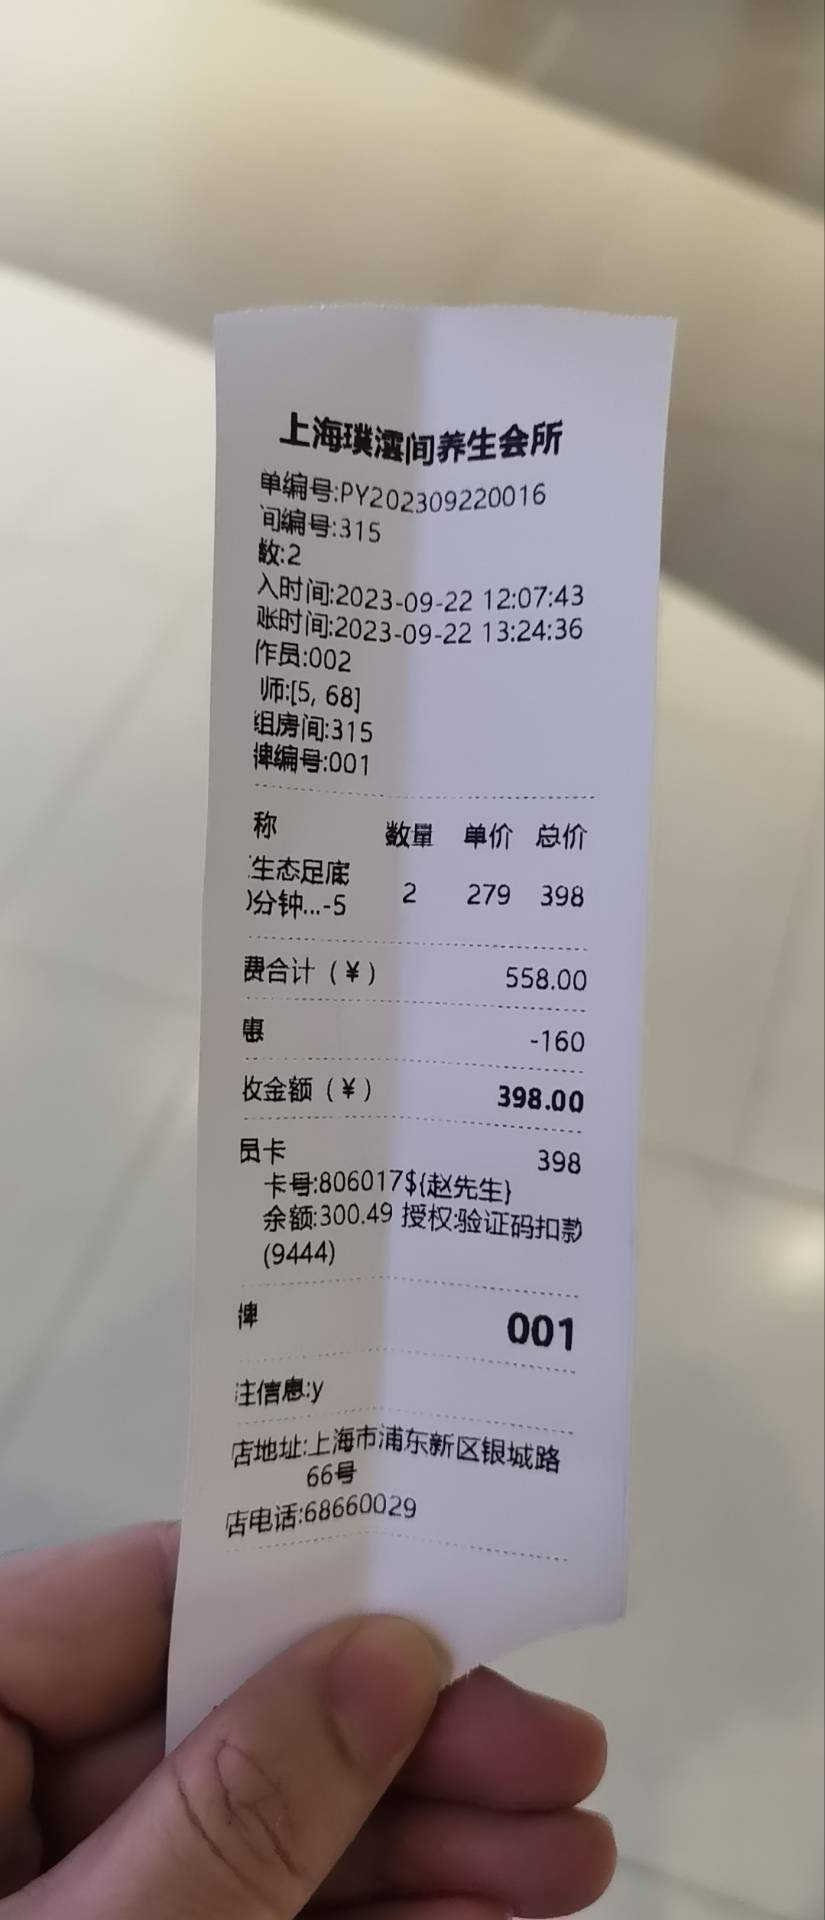 上海璞澐间养生会所
单编号:PY202309220016
间编号:315
数:2
入时间:2023-09-22 12:07:43
账时间:2023-09-22 13:24:36
作员:002
师:[5, 68]
组房间:315
牌编号:001
称 数量 单价 总价
生态足底
分钟...-5 2 279 398
费合计（¥） 558.00
惠 -160
收金额（¥） 398.00
员卡 398
卡号:806017${赵先生}
余额:300.49 授权:验证码扣款
(9444)
牌 001
注信息:y
店地址:上海市浦东新区银城路
66号
店电话:68660029